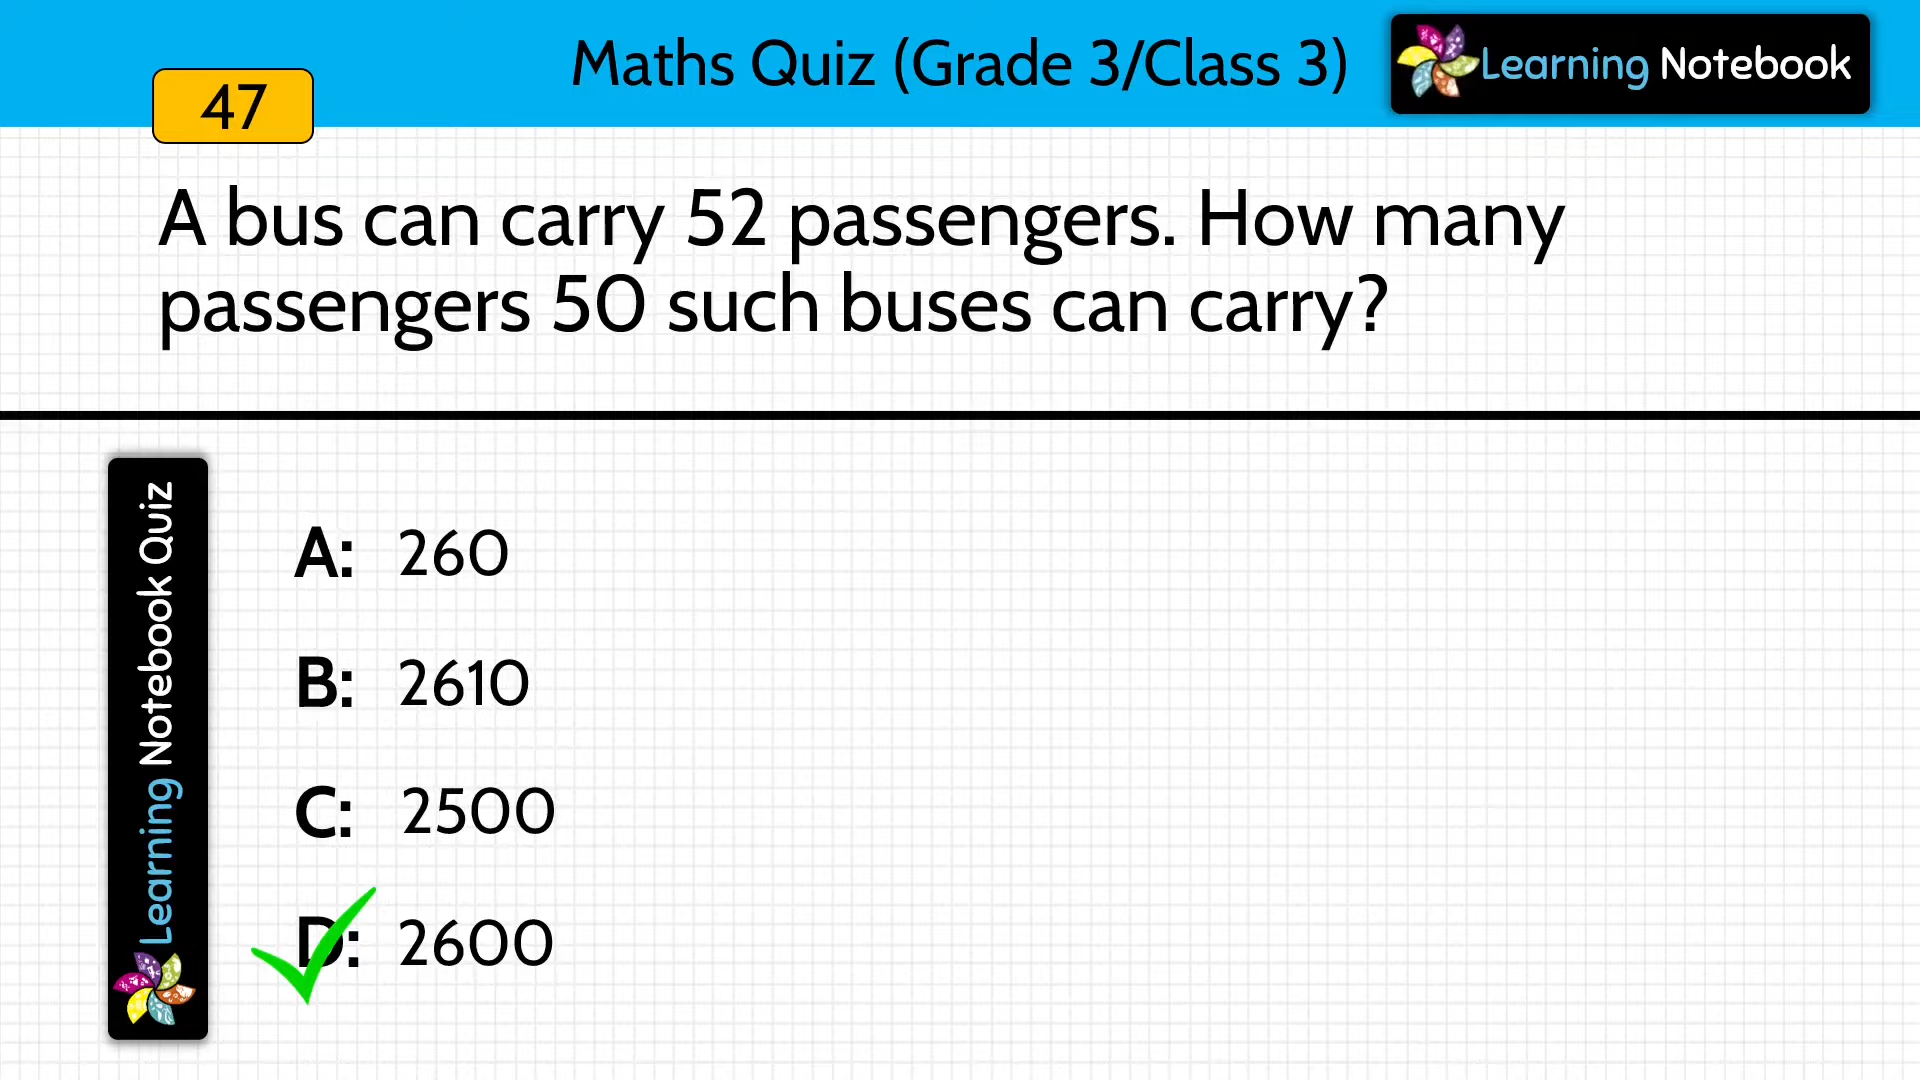 Maths Quiz (Grade 3/Class 3)
Learning Notebook
47
A bus can carry 52 passengers. How many
passengers 50 such buses can carry?
Learning Notebook Quiz
A: 260
B: 2610
C: 2500
D: 2600